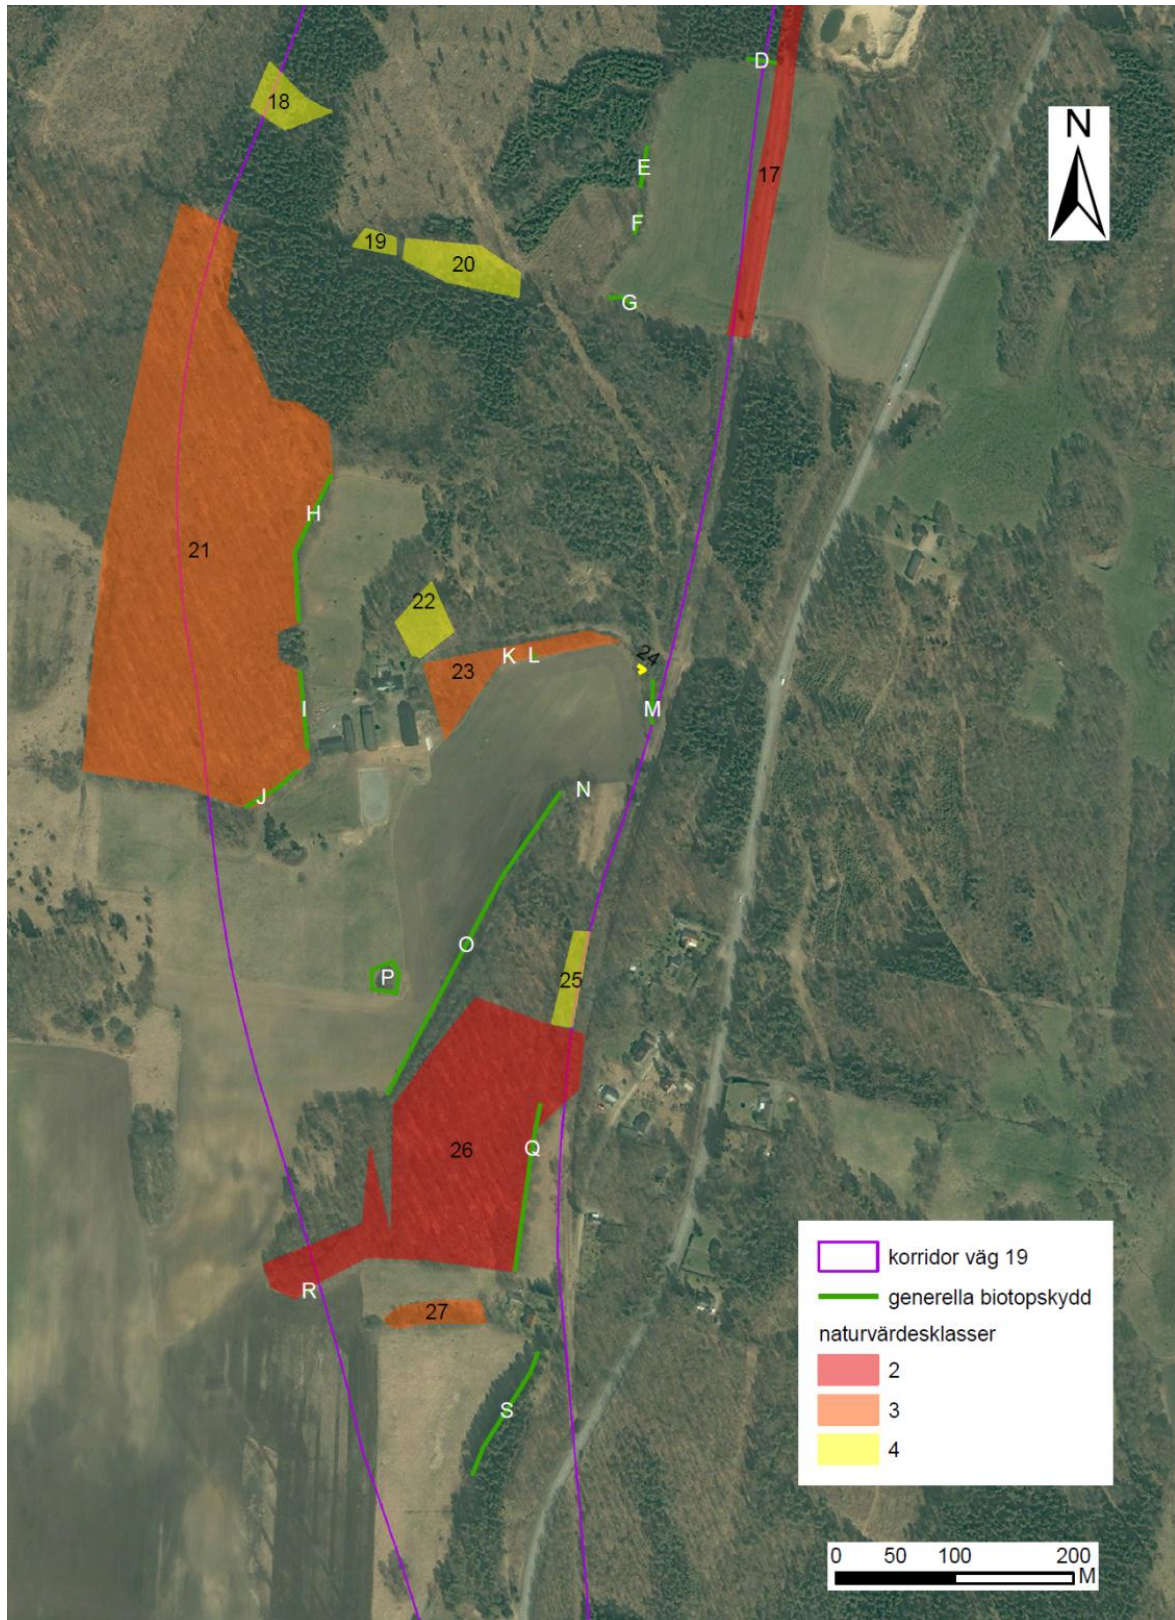 D
18
N
E
17
F
19
20
G
H
21
22
K L
24
23
I
M
J
N
O
P
25
26
Q
R
27
S
korridor väg 19
generella biotopskydd
naturvärdesklasser
2
3
4
0 50 100 200
M